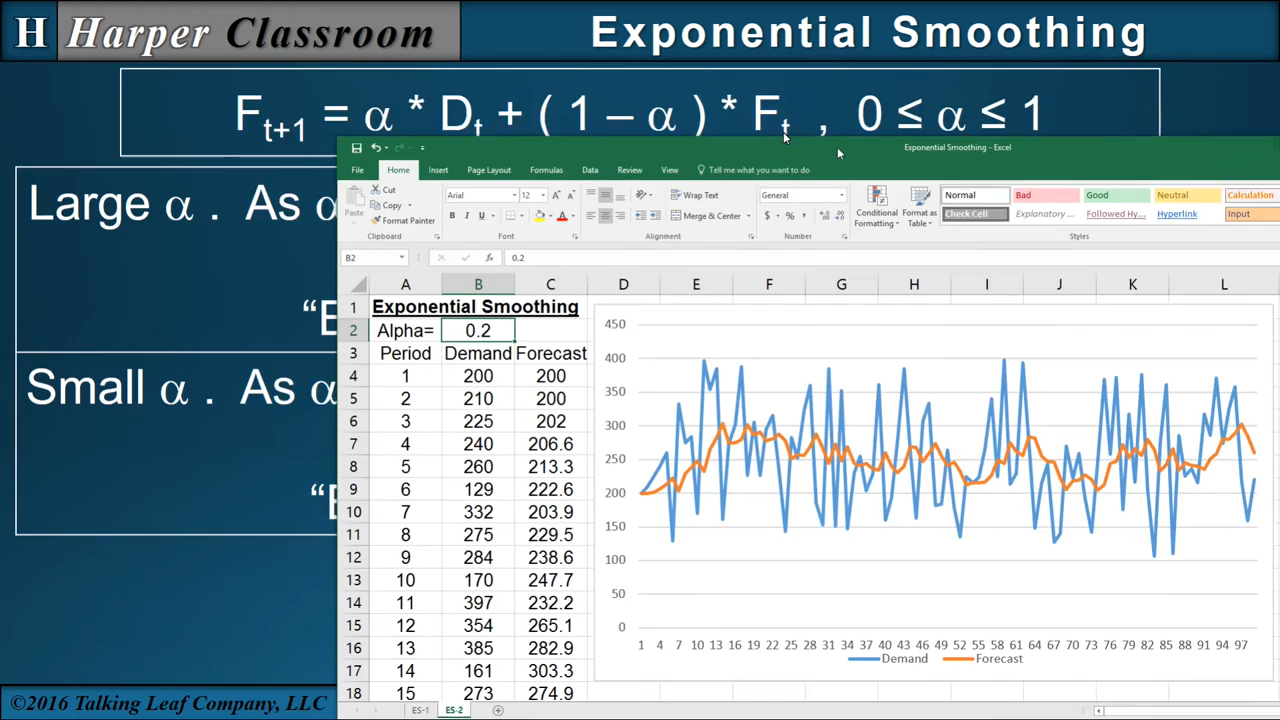 H Harper Classroom
Exponential Smoothing
Ft+1 = α * Dt + ( 1 – α ) * Ft , 0 ≤ α ≤ 1
Large α . As α
“E
Small α . As α
“E
©2016 Talking Leaf Company, LLC
Exponential Smoothing - Excel
File Home Insert Page Layout Formulas Data Review View Tell me what you want to do
Paste
Cut
Copy
Format Painter
Clipboard
Arial 12
B I U
Font
Wrap Text
Merge & Center
Alignment
General
$ % ,
Number
Conditional Formatting
Format as Table
Normal Bad Good Neutral Calculation
Check Cell Explanatory ... Followed Hy... Hyperlink Input
Styles
B2 fx 0.2
A B C D E F G H I J K L
1 Exponential Smoothing
2 Alpha= 0.2
3 Period Demand Forecast
4 1 200 200
5 2 210 200
6 3 225 202
7 4 240 206.6
8 5 260 213.3
9 6 129 222.6
10 7 332 203.9
11 8 275 229.5
12 9 284 238.6
13 10 170 247.7
14 11 397 232.2
15 12 354 265.1
16 13 385 282.9
17 14 161 303.3
18 15 273 274.9
450
400
350
300
250
200
150
100
50
0
1 4 7 10 13 16 19 22 25 28 31 34 37 40 43 46 49 52 55 58 61 64 67 70 73 76 79 82 85 88 91 94 97
Demand Forecast
ES-1 ES-2